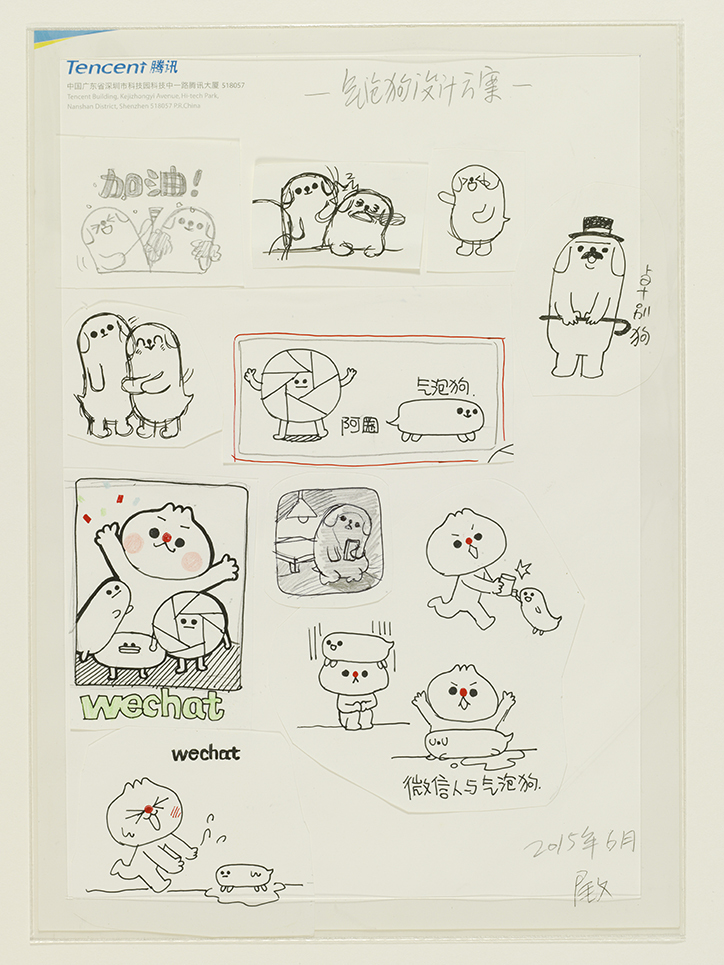 Tencent 腾讯
中国广东省深圳市科技园科技中一路腾讯大厦 518057
Tencent Building, Kejizhongyi Avenue, Hi-tech Park,
Nanshan District, Shenzhen 518057 P.R.China
— 气泡狗设计方案 —
加油!
卓别狗
阿圈
气泡狗.
wechat
wechat
微信人与气泡狗.
2015年6月